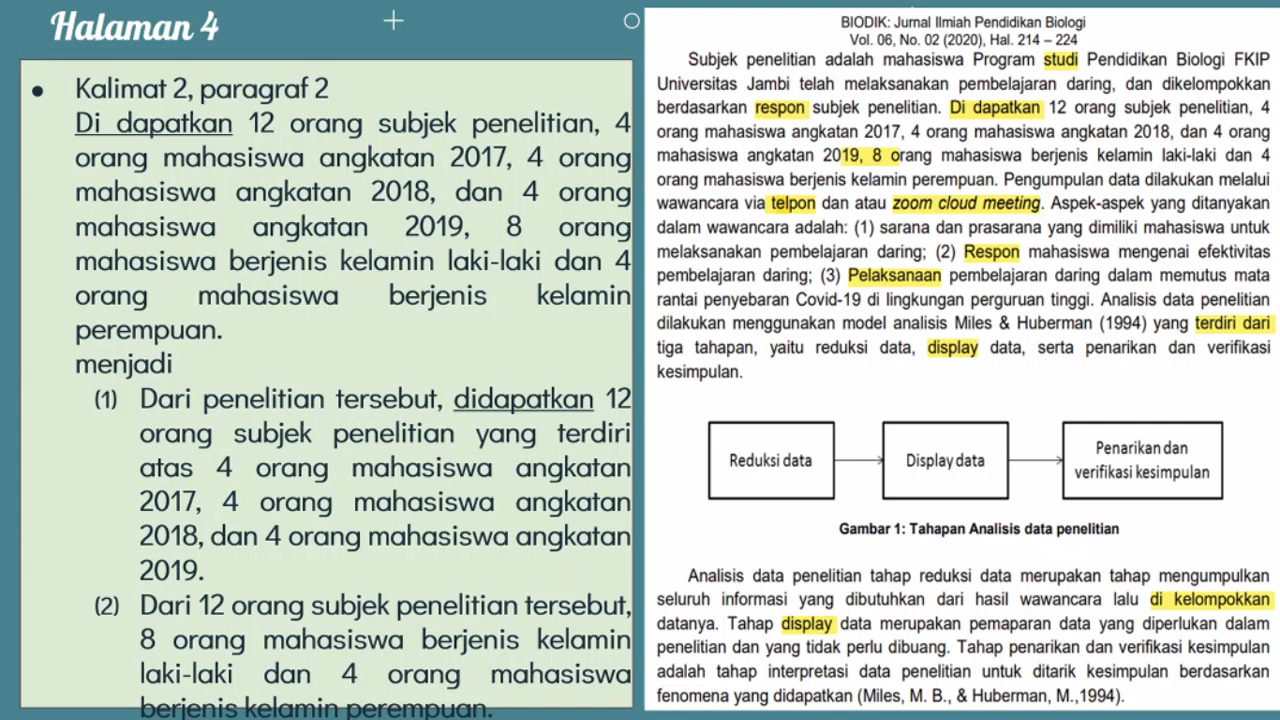 Halaman 4
Kalimat 2, paragraf 2
Di dapatkan 12 orang subjek penelitian, 4
orang mahasiswa angkatan 2017, 4 orang
mahasiswa angkatan 2018, dan 4 orang
mahasiswa angkatan 2019, 8 orang
mahasiswa berjenis kelamin laki-laki dan 4
orang mahasiswa berjenis kelamin
perempuan.
menjadi
(1) Dari penelitian tersebut, didapatkan 12
orang subjek penelitian yang terdiri
atas 4 orang mahasiswa angkatan
2017, 4 orang mahasiswa angkatan
2018, dan 4 orang mahasiswa angkatan
2019.
(2) Dari 12 orang subjek penelitian tersebut,
8 orang mahasiswa berjenis kelamin
laki-laki dan 4 orang mahasiswa
berjenis kelamin perempuan.
BIODIK: Jurnal Ilmiah Pendidikan Biologi
Vol. 06, No. 02 (2020), Hal. 214 – 224
Subjek penelitian adalah mahasiswa Program studi Pendidikan Biologi FKIP
Universitas Jambi telah melaksanakan pembelajaran daring, dan dikelompokkan
berdasarkan respon subjek penelitian. Di dapatkan 12 orang subjek penelitian, 4
orang mahasiswa angkatan 2017, 4 orang mahasiswa angkatan 2018, dan 4 orang
mahasiswa angkatan 2019, 8 orang mahasiswa berjenis kelamin laki-laki dan 4
orang mahasiswa berjenis kelamin perempuan. Pengumpulan data dilakukan melalui
wawancara via telpon dan atau zoom cloud meeting. Aspek-aspek yang ditanyakan
dalam wawancara adalah: (1) sarana dan prasarana yang dimiliki mahasiswa untuk
melaksanakan pembelajaran daring; (2) Respon mahasiswa mengenai efektivitas
pembelajaran daring; (3) Pelaksanaan pembelajaran daring dalam memutus mata
rantai penyebaran Covid-19 di lingkungan perguruan tinggi. Analisis data penelitian
dilakukan menggunakan model analisis Miles & Huberman (1994) yang terdiri dari
tiga tahapan, yaitu reduksi data, display data, serta penarikan dan verifikasi
kesimpulan.
Reduksi data
Display data
Penarikan dan
verifikasi kesimpulan
Gambar 1: Tahapan Analisis data penelitian
Analisis data penelitian tahap reduksi data merupakan tahap mengumpulkan
seluruh informasi yang dibutuhkan dari hasil wawancara lalu di kelompokkan
datanya. Tahap display data merupakan pemaparan data yang diperlukan dalam
penelitian dan yang tidak perlu dibuang. Tahap penarikan dan verifikasi kesimpulan
adalah tahap interpretasi data penelitian untuk ditarik kesimpulan berdasarkan
fenomena yang didapatkan (Miles, M. B., & Huberman, M.,1994).